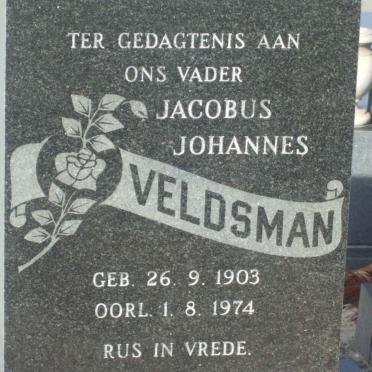 TER GEDAGTENIS AAN
ONS VADER
JACOBUS
JOHANNES
VELDSMAN
GEB. 26. 9. 1903
OORL. 1. 8. 1974
RUS IN VREDE.